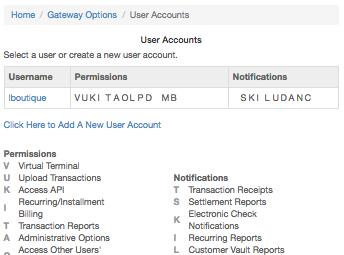 Home / Gateway Options / User Accounts
User Accounts
Select a user or create a new user account.
Username Permissions Notifications
lboutique VUKI TAOLPD MB SKI LUDANC
Click Here to Add A New User Account
Permissions
V Virtual Terminal
U Upload Transactions
K Access API
I Recurring/Installment
Billing
T Transaction Reports
A Administrative Options
Access Other Users'
Notifications
T Transaction Receipts
S Settlement Reports
K Electronic Check
Notifications
I Recurring Reports
L Customer Vault Reports